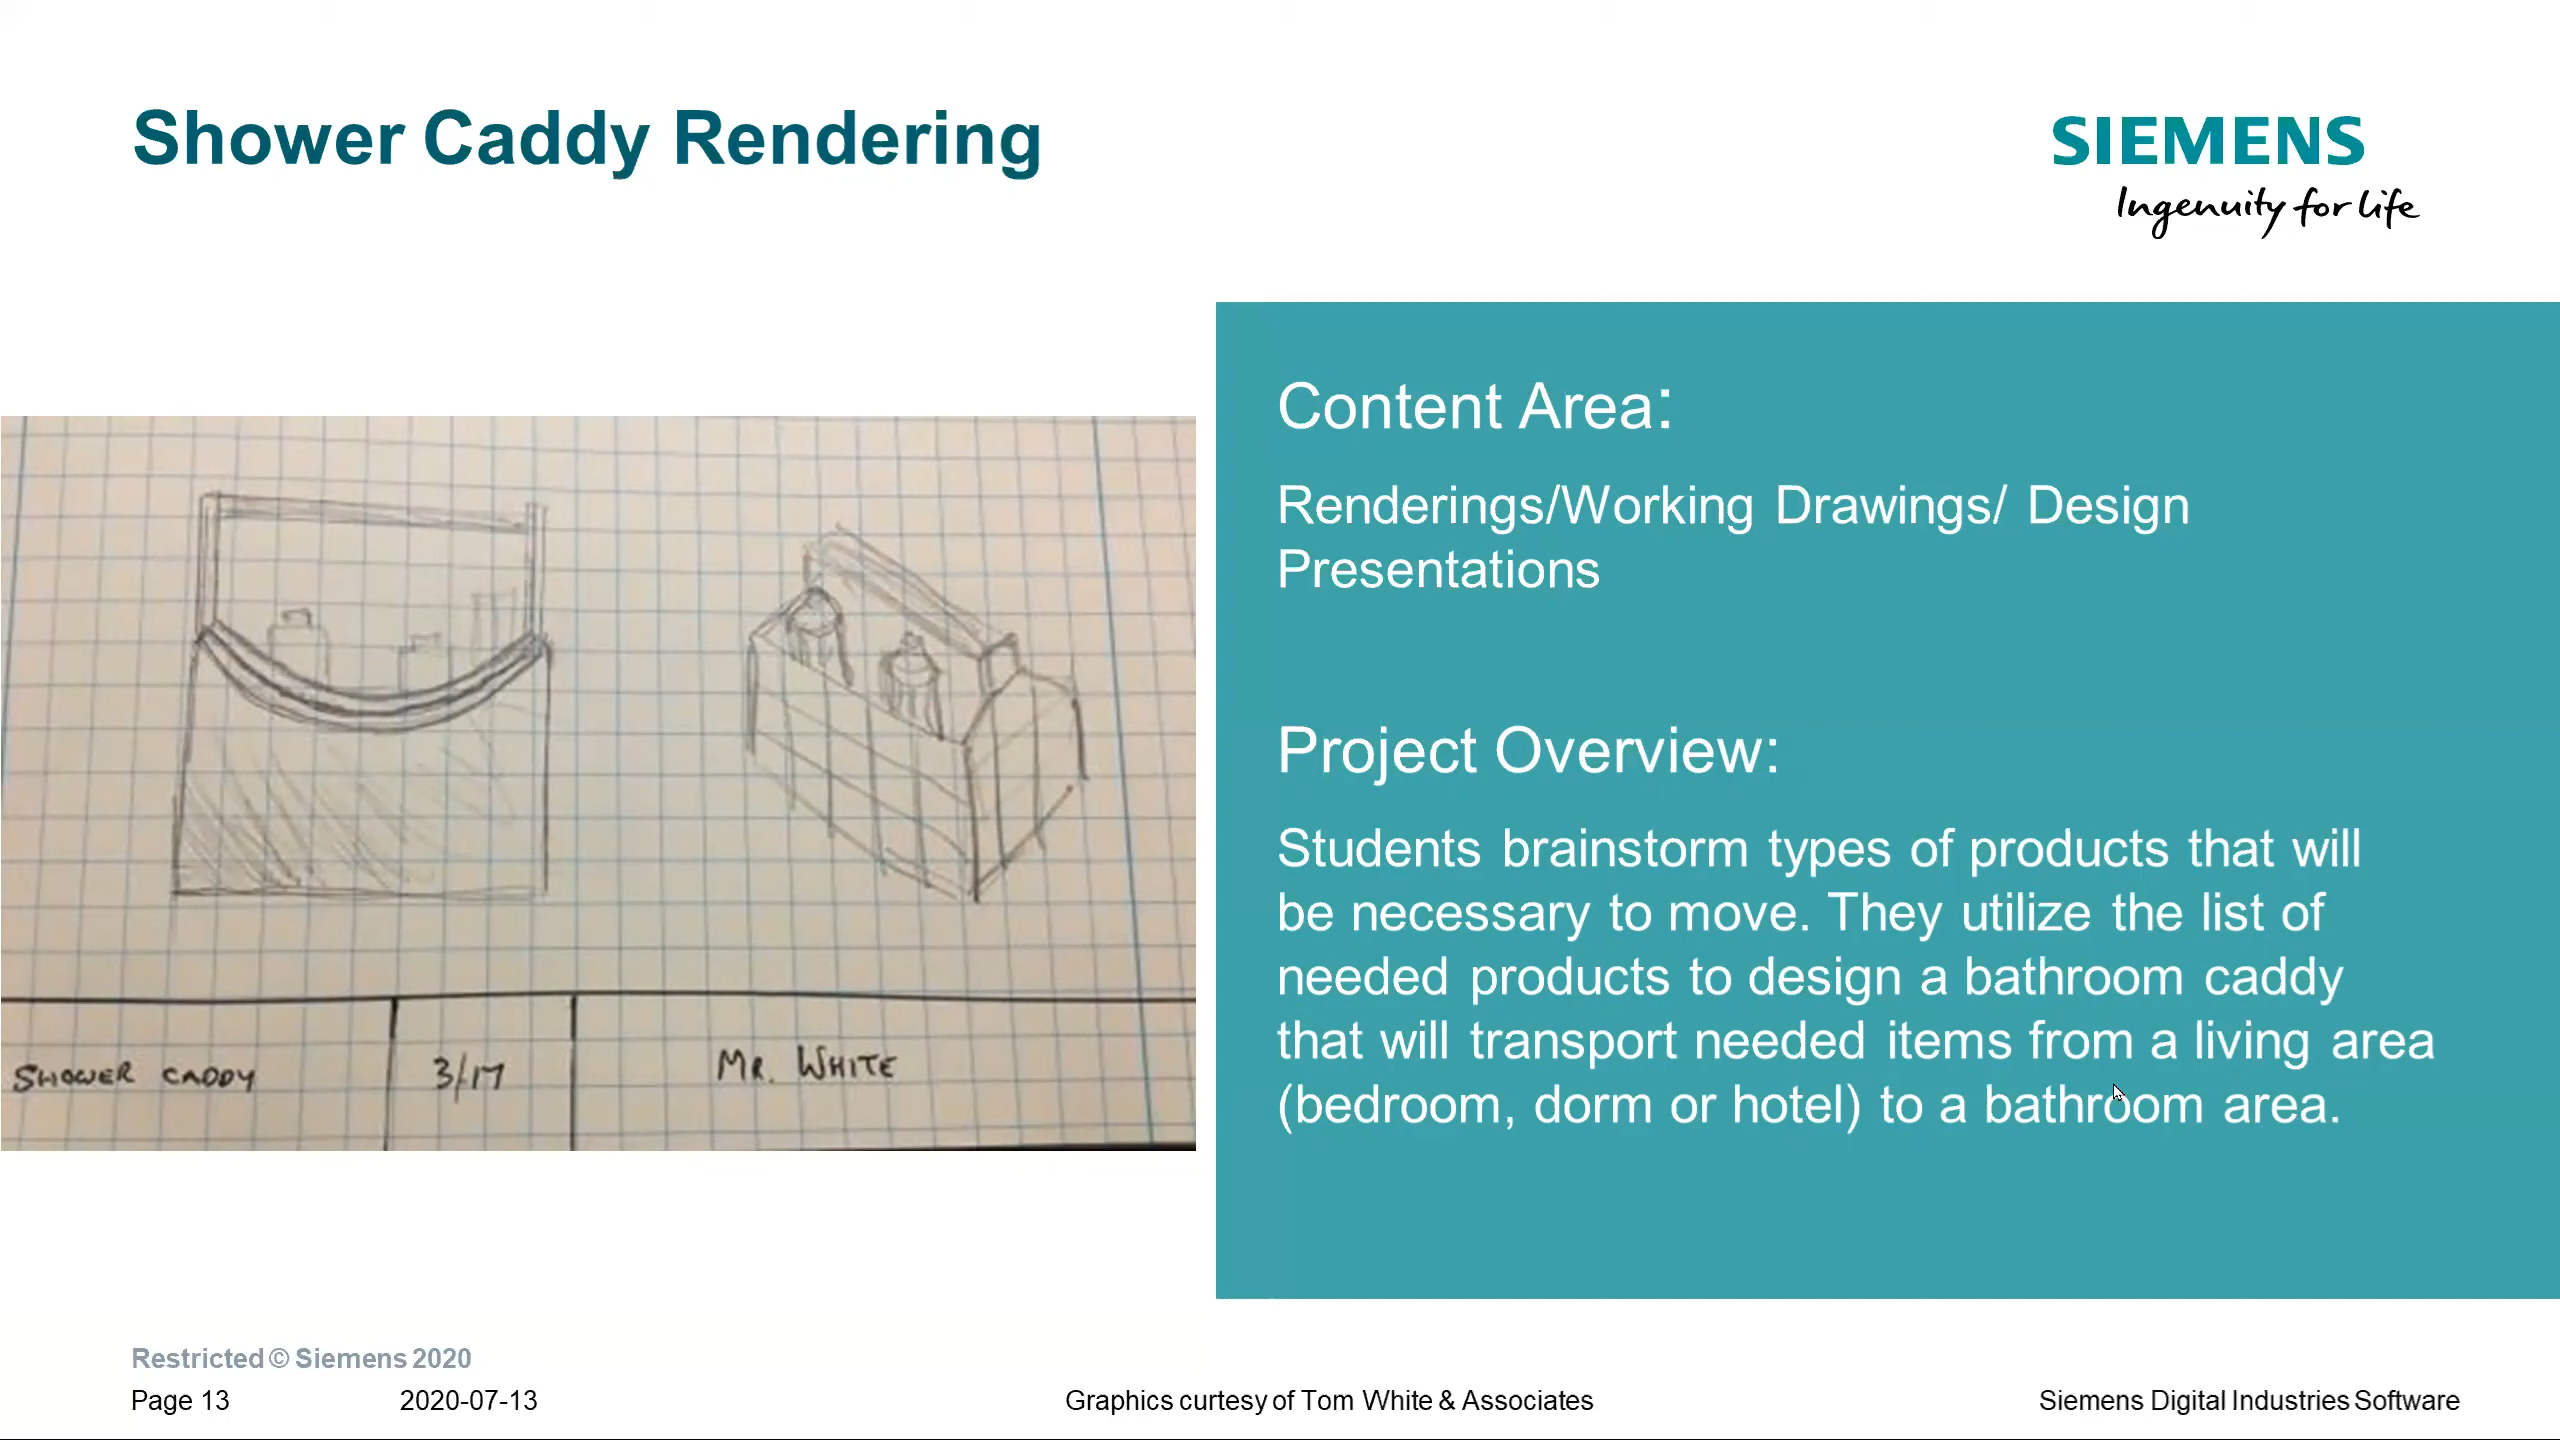 Shower Caddy Rendering
SIEMENS
Ingenuity for life
SHOWER CADDY
3/17
MR. WHITE
Content Area:
Renderings/Working Drawings/ Design
Presentations
Project Overview:
Students brainstorm types of products that will
be necessary to move. They utilize the list of
needed products to design a bathroom caddy
that will transport needed items from a living area
(bedroom, dorm or hotel) to a bathroom area.
Restricted © Siemens 2020
Page 13
2020-07-13
Graphics curtesy of Tom White & Associates
Siemens Digital Industries Software